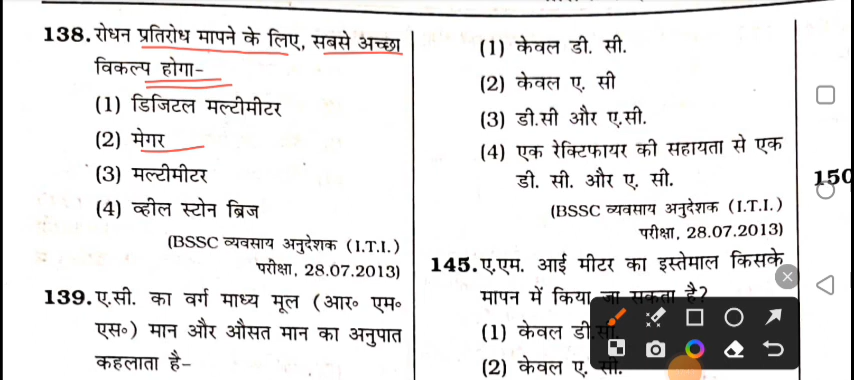 138. रोधन प्रतिरोध मापने के लिए, सबसे अच्छा
विकल्प होगा-
(1) डिजिटल मल्टीमीटर
(2) मेगर
(3) मल्टीमीटर
(4) व्हील स्टोन ब्रिज
(BSSC व्यवसाय अनुदेशक (I.T.I.)
परीक्षा, 28.07.2013)
139. ए.सी. का वर्ग माध्य मूल (आर० एम०
एस०) मान और औसत मान का अनुपात
कहलाता है-
(1) केवल डी. सी.
(2) केवल ए. सी
(3) डी.सी और ए.सी.
(4) एक रेक्टिफायर की सहायता से एक
डी. सी. और ए. सी.
(BSSC व्यवसाय अनुदेशक (I.T.I.)
परीक्षा, 28.07.2013)
145. ए.एम. आई मीटर का इस्तेमाल किसके
मापन में किया जा सकता है?
(1) केवल डी.सी.
(2) केवल ए. सी.
150